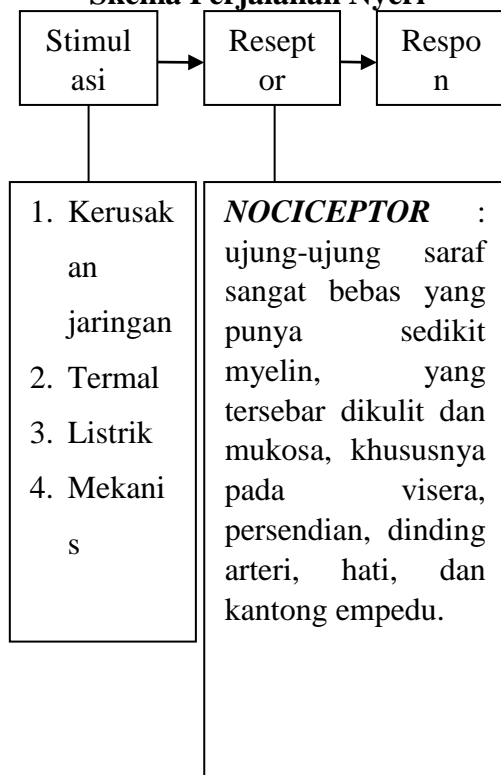 Skema Perjalanan Nyeri
Stimul
asi
Resept
or
Respo
n
1. Kerusak
an
jaringan
2. Termal
3. Listrik
4. Mekani
s
NOCICEPTOR :
ujung-ujung saraf
sangat bebas yang
punya sedikit
myelin, yang
tersebar dikulit dan
mukosa, khususnya
pada visera,
persendian, dinding
arteri, hati, dan
kantong empedu.